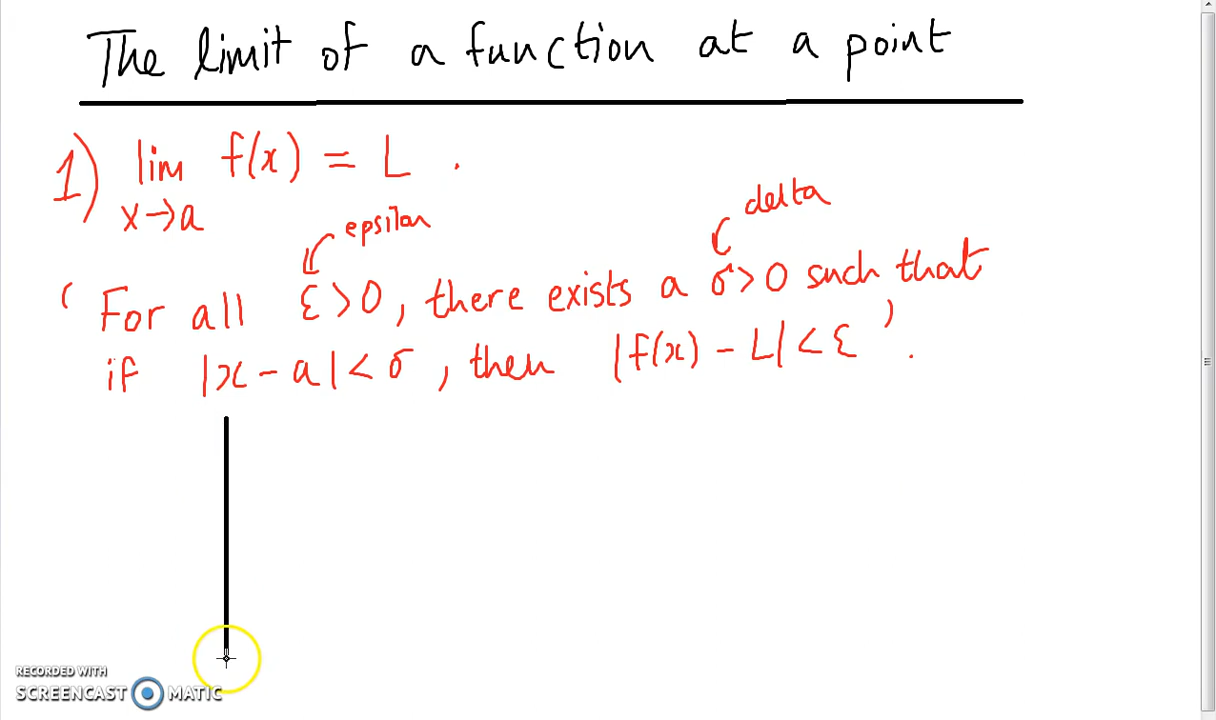 The limit of a function at a point
1) lim f(x) = L .
x→a
epsilon
delta
‘ For all ε>0, there exists a σ>0 such that
if |x-a|<σ, then |f(x)-L|<ε ’ .
RECORDED WITH
SCREENCAST MATIC